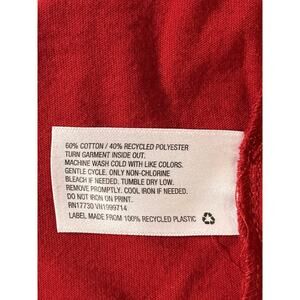 60% COTTON / 40% RECYCLED POLYESTER
TURN GARMENT INSIDE OUT.
MACHINE WASH COLD WITH LIKE COLORS.
GENTLE CYCLE. ONLY NON-CHLORINE
BLEACH IF NEEDED. TUMBLE DRY LOW.
REMOVE PROMPTLY. COOL IRON IF NEEDED.
DO NOT IRON ON PRINT.
RN17730 VN1999714
LABEL MADE FROM 100% RECYCLED PLASTIC